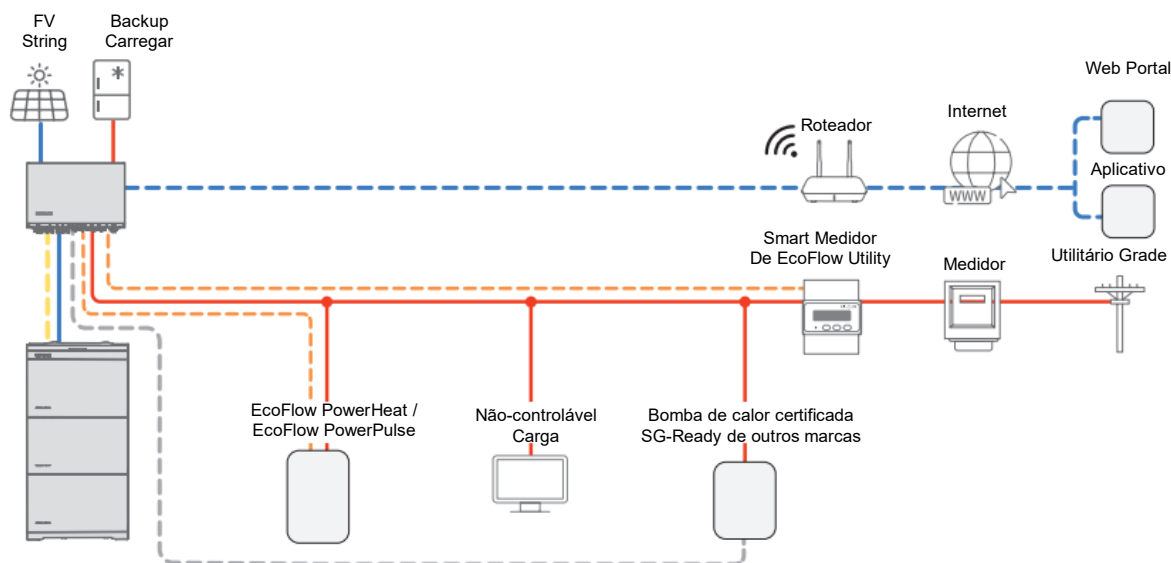 FV
String
Backup
Carregar
Web Portal
Roteador
Internet
WWW
Aplicativo
Smart Medidor
De EcoFlow Utility
Medidor
Utilitário Grade
EcoFlow PowerHeat /
EcoFlow PowerPulse
Não-controlável
Carga
Bomba de calor certificada
SG-Ready de outros marcas